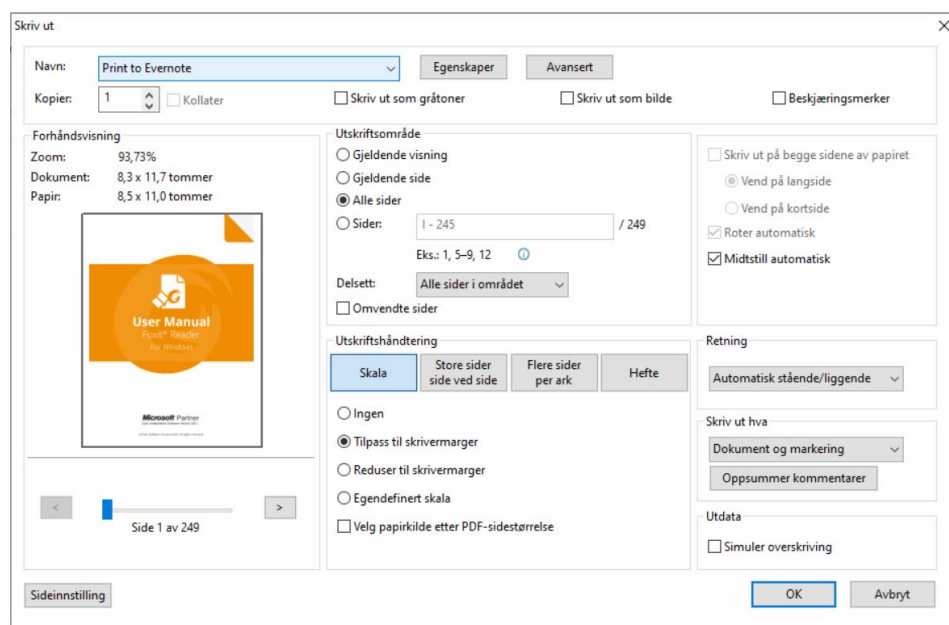 Skriv ut
Navn: Print to Evernote Egenskaper Avansert
Kopier: 1 Kollater Skriv ut som gråtoner Skriv ut som bilde Beskjæringsmerker
Forhåndsvisning
Zoom: 93,73%
Dokument: 8,3 x 11,7 tommer
Papir: 8,5 x 11,0 tommer
User Manual
Foxit® Reader
For Windows
Microsoft Partner
< >
Side 1 av 249
Utskriftsområde
Gjeldende visning
Gjeldende side
Alle sider
Sider: I - 245 / 249
Eks.: 1, 5–9, 12
Delsett: Alle sider i området
Omvendte sider
Utskriftshåndtering
Skala
Store sider
side ved side
Flere sider
per ark
Hefte
Ingen
Tilpass til skrivermarger
Reduser til skrivermarger
Egendefinert skala
Velg papirkilde etter PDF-sidestørrelse
Skriv ut på begge sidene av papiret
Vend på langside
Vend på kortside
Roter automatisk
Midtstill automatisk
Retning
Automatisk stående/liggende
Skriv ut hva
Dokument og markering
Oppsummer kommentarer
Utdata
Simuler overskriving
Sideinnstilling OK Avbryt